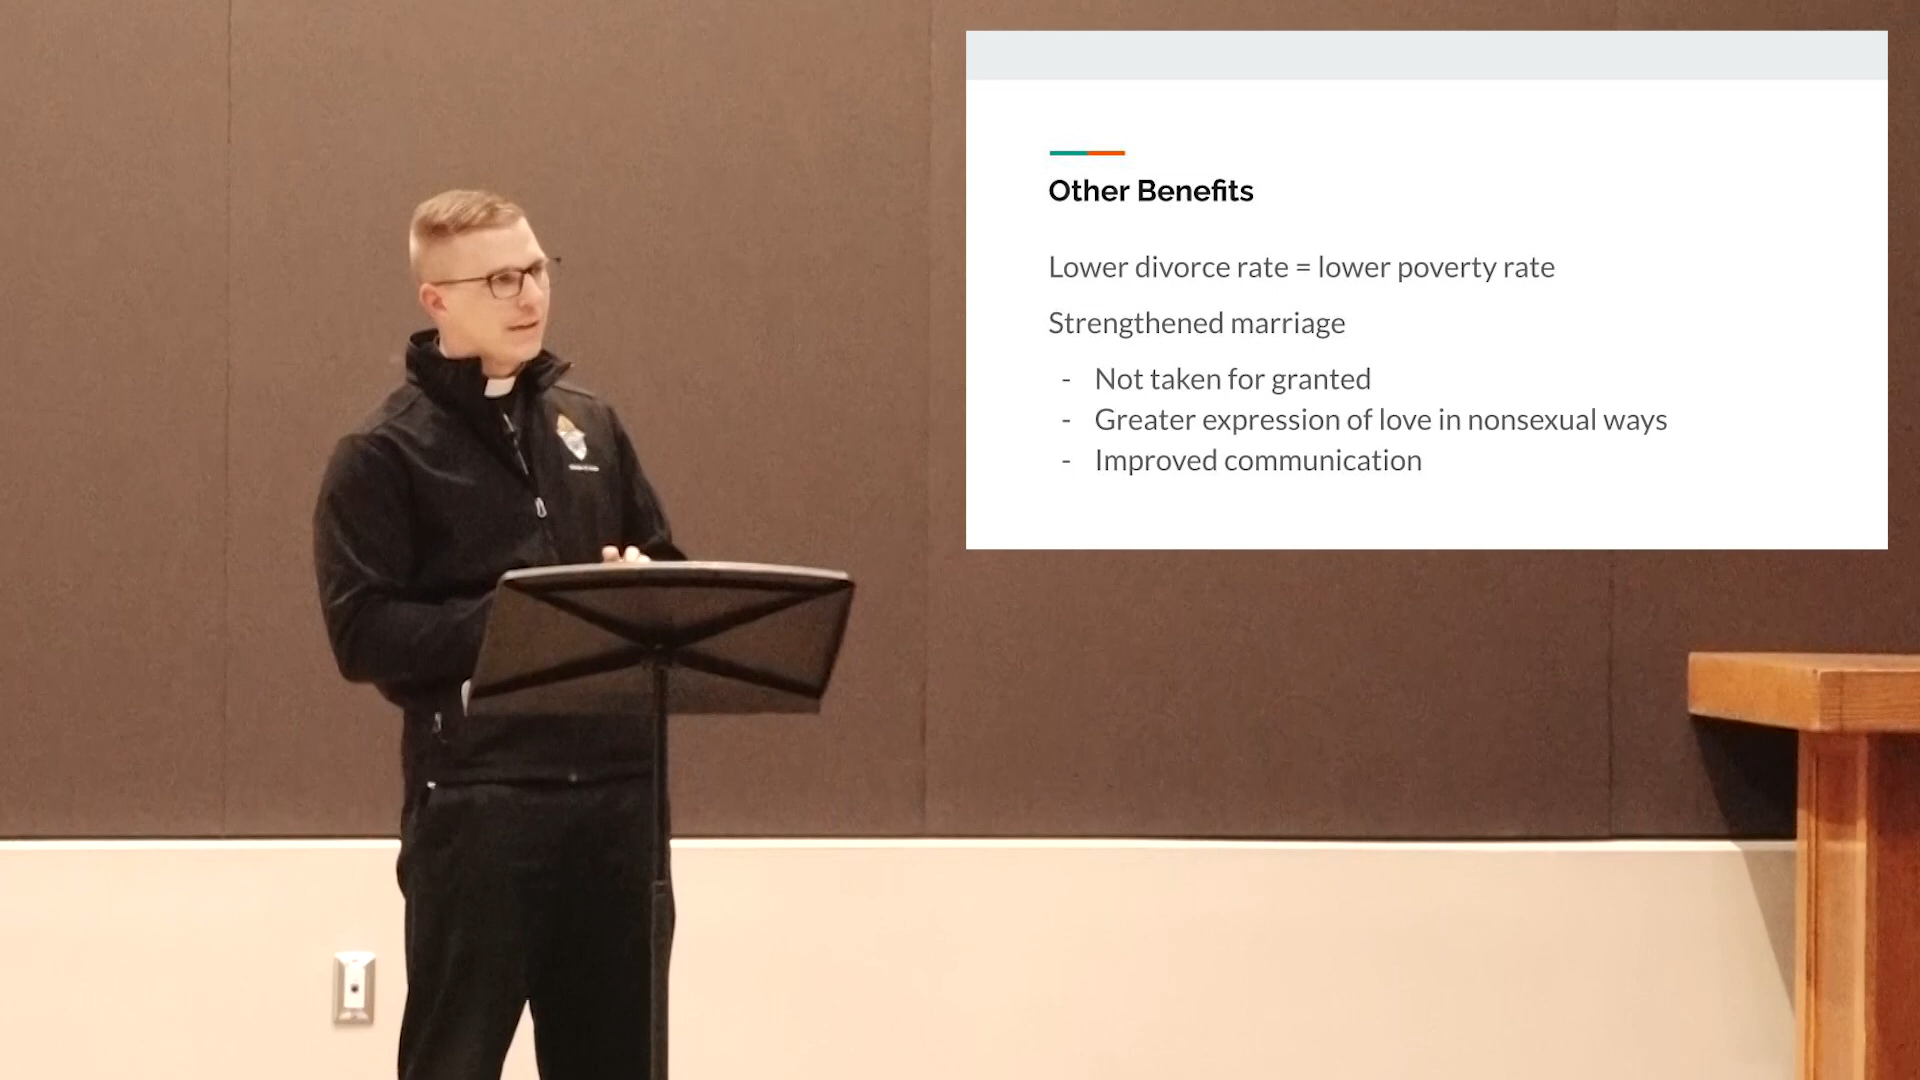 Other Benefits
Lower divorce rate = lower poverty rate
Strengthened marriage
- Not taken for granted
- Greater expression of love in nonsexual ways
- Improved communication